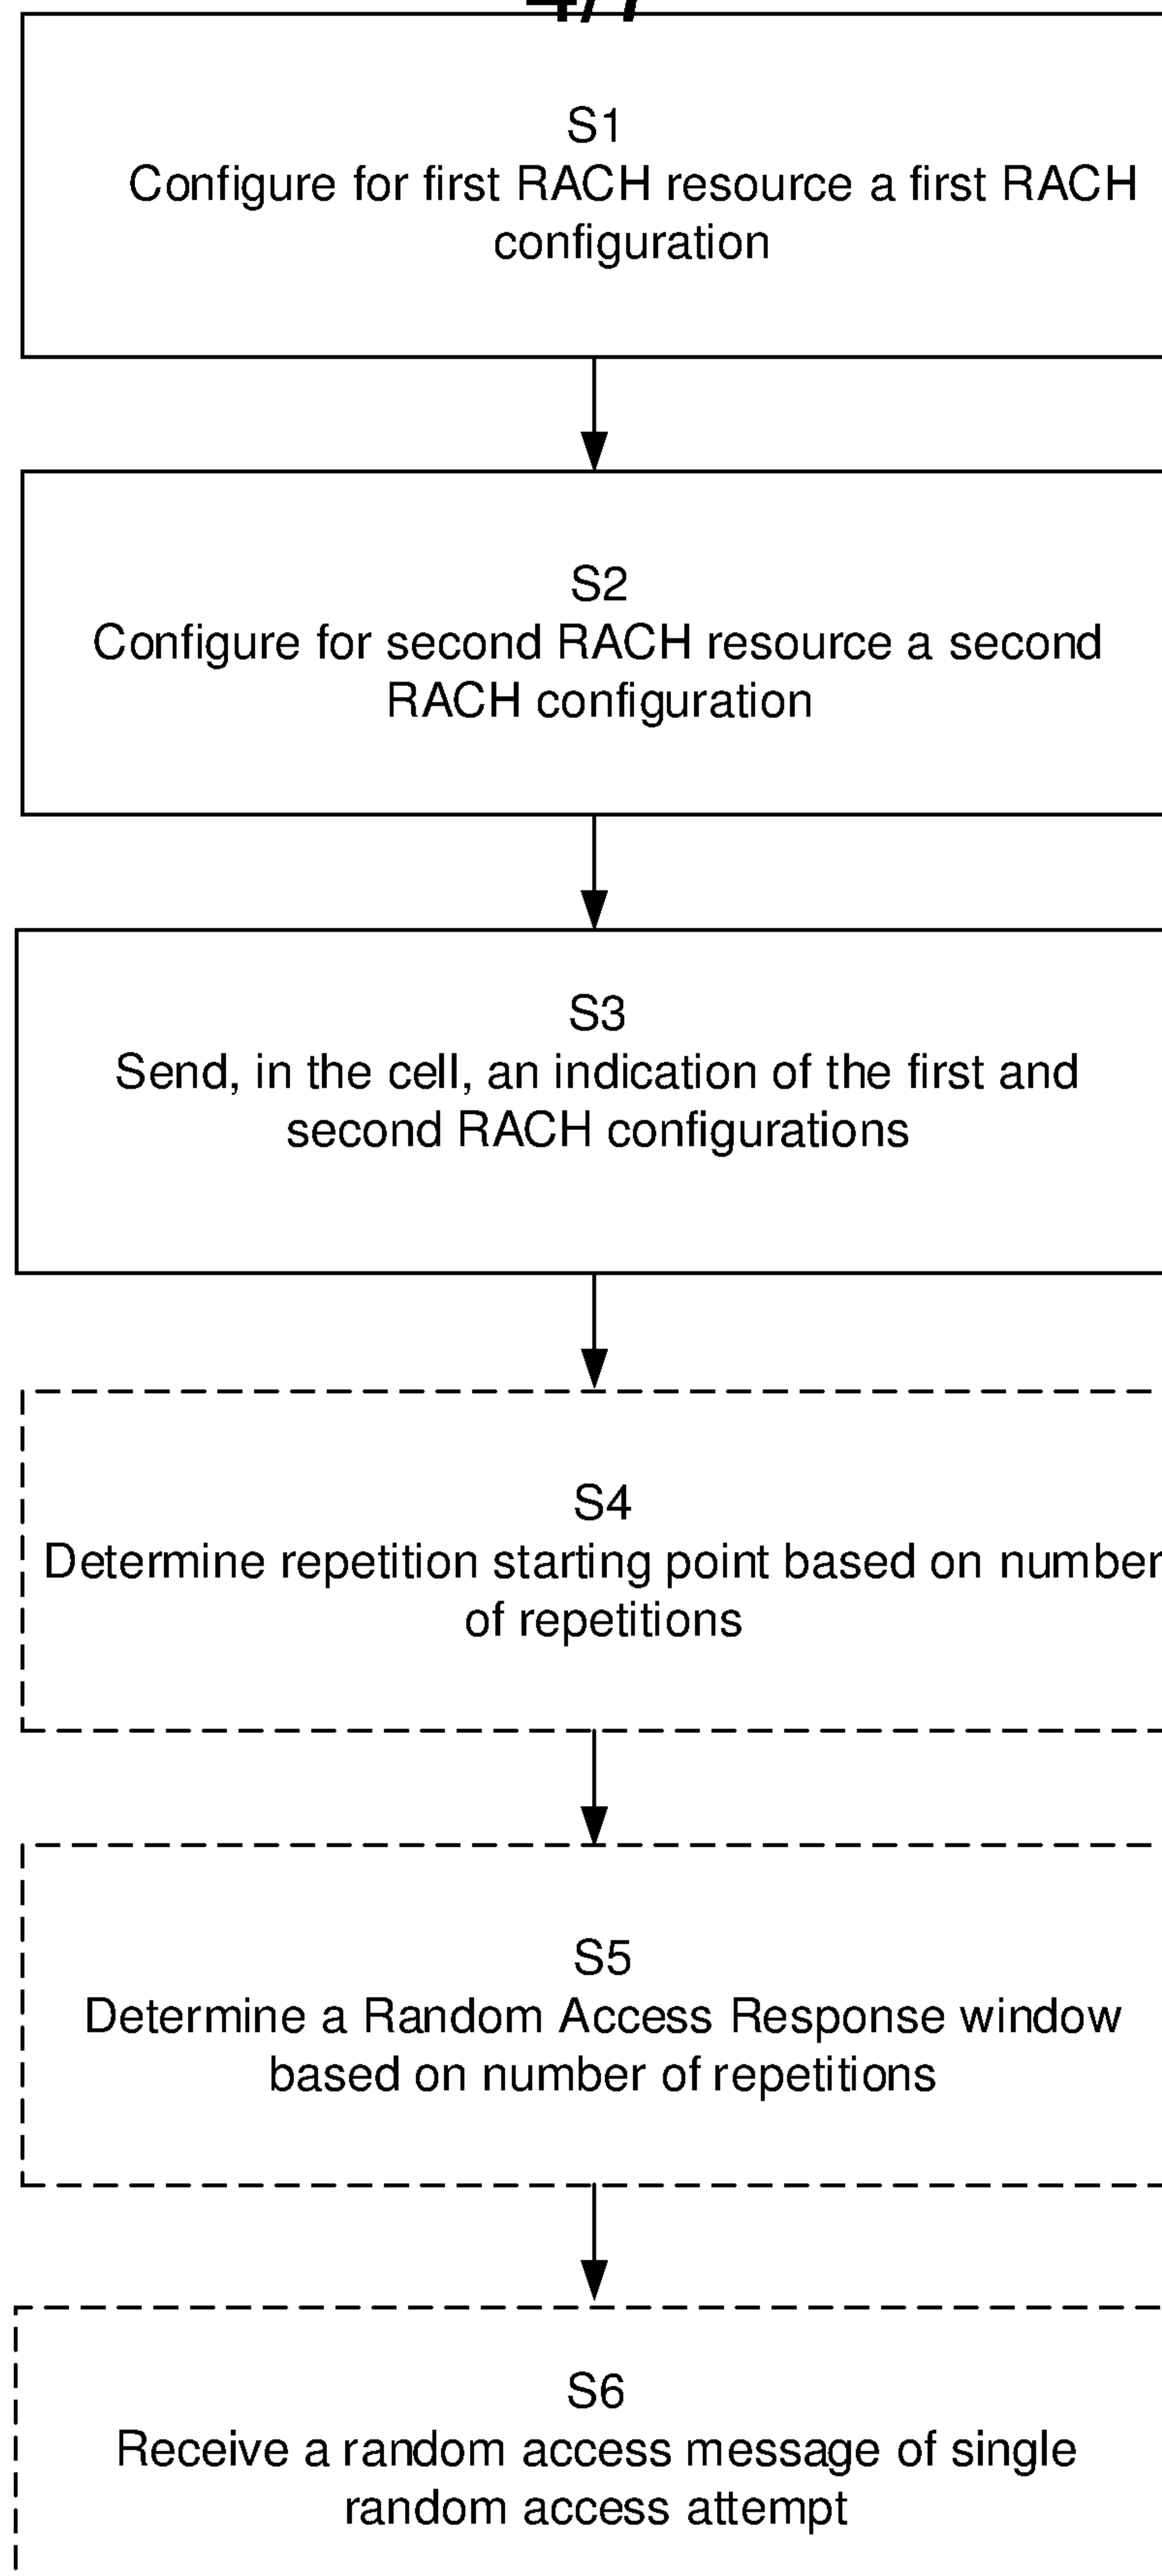 S1
Configure for first RACH resource a first RACH
configuration
S2
Configure for second RACH resource a second
RACH configuration
S3
Send, in the cell, an indication of the first and
second RACH configurations
S4
Determine repetition starting point based on number
of repetitions
S5
Determine a Random Access Response window
based on number of repetitions
S6
Receive a random access message of single
random access attempt